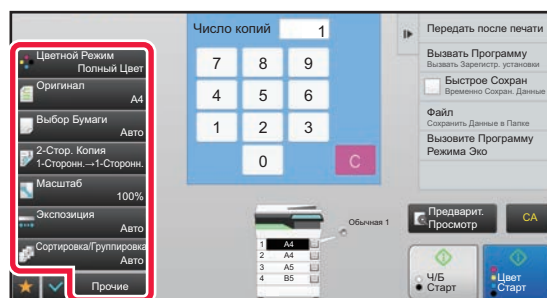 Цветной Режим
Полный Цвет
Оригинал
A4
Выбор Бумаги
Авто
2-Стор. Копия
1-Сторонн.→1-Сторонн.
Масштаб
100%
Экспозиция
Авто
Сортировка/Группировка
Авто
Прочие
Число копий
1
7 8 9
4 5 6
1 2 3
0 C
1 A4
2 A4
3 A5
4 B5
Обычная 1
Передать после печати
Вызвать Программу
Вызвать Зарегистр. установки
Быстрое Сохран
Временно Сохран. Данные
Файл
Сохранить Данные в Папке
Вызовите Программу
Режима Эко
Предварит.
Просмотр
CA
Ч/Б
Старт
Цвет
Старт